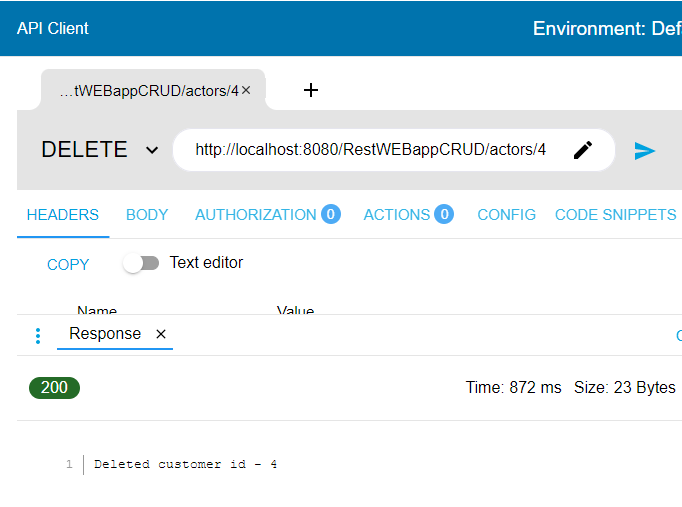 API Client
Environment: Def
...tWEBappCRUD/actors/4×
+
DELETE
http://localhost:8080/RestWEBappCRUD/actors/4
HEADERS BODY AUTHORIZATION 0 ACTIONS 0 CONFIG CODE SNIPPETS
COPY Text editor
Name Value
Response ×
200 Time: 872 ms Size: 23 Bytes
1 Deleted customer id - 4